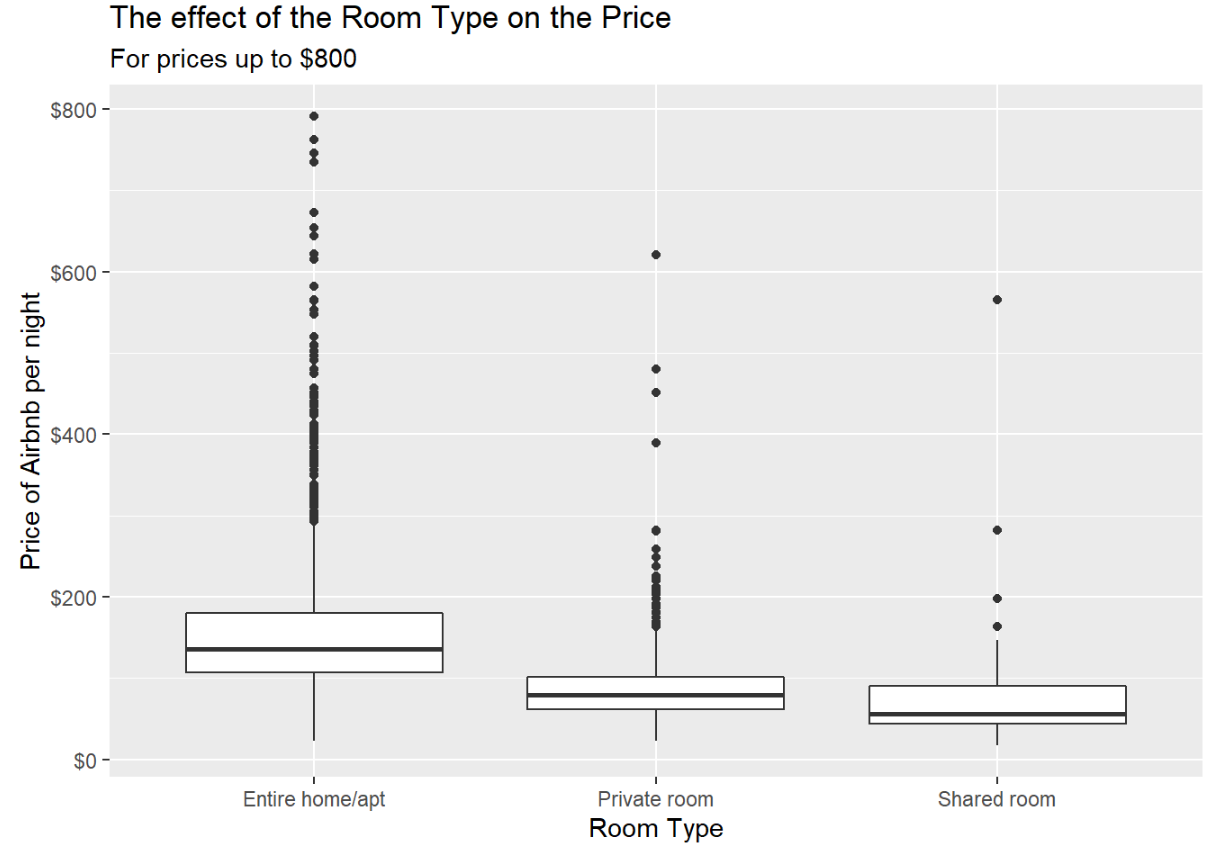 The effect of the Room Type on the Price
For prices up to $800
$800
$600
$400
$200
$0
Price of Airbnb per night
Entire home/apt
Private room
Shared room
Room Type